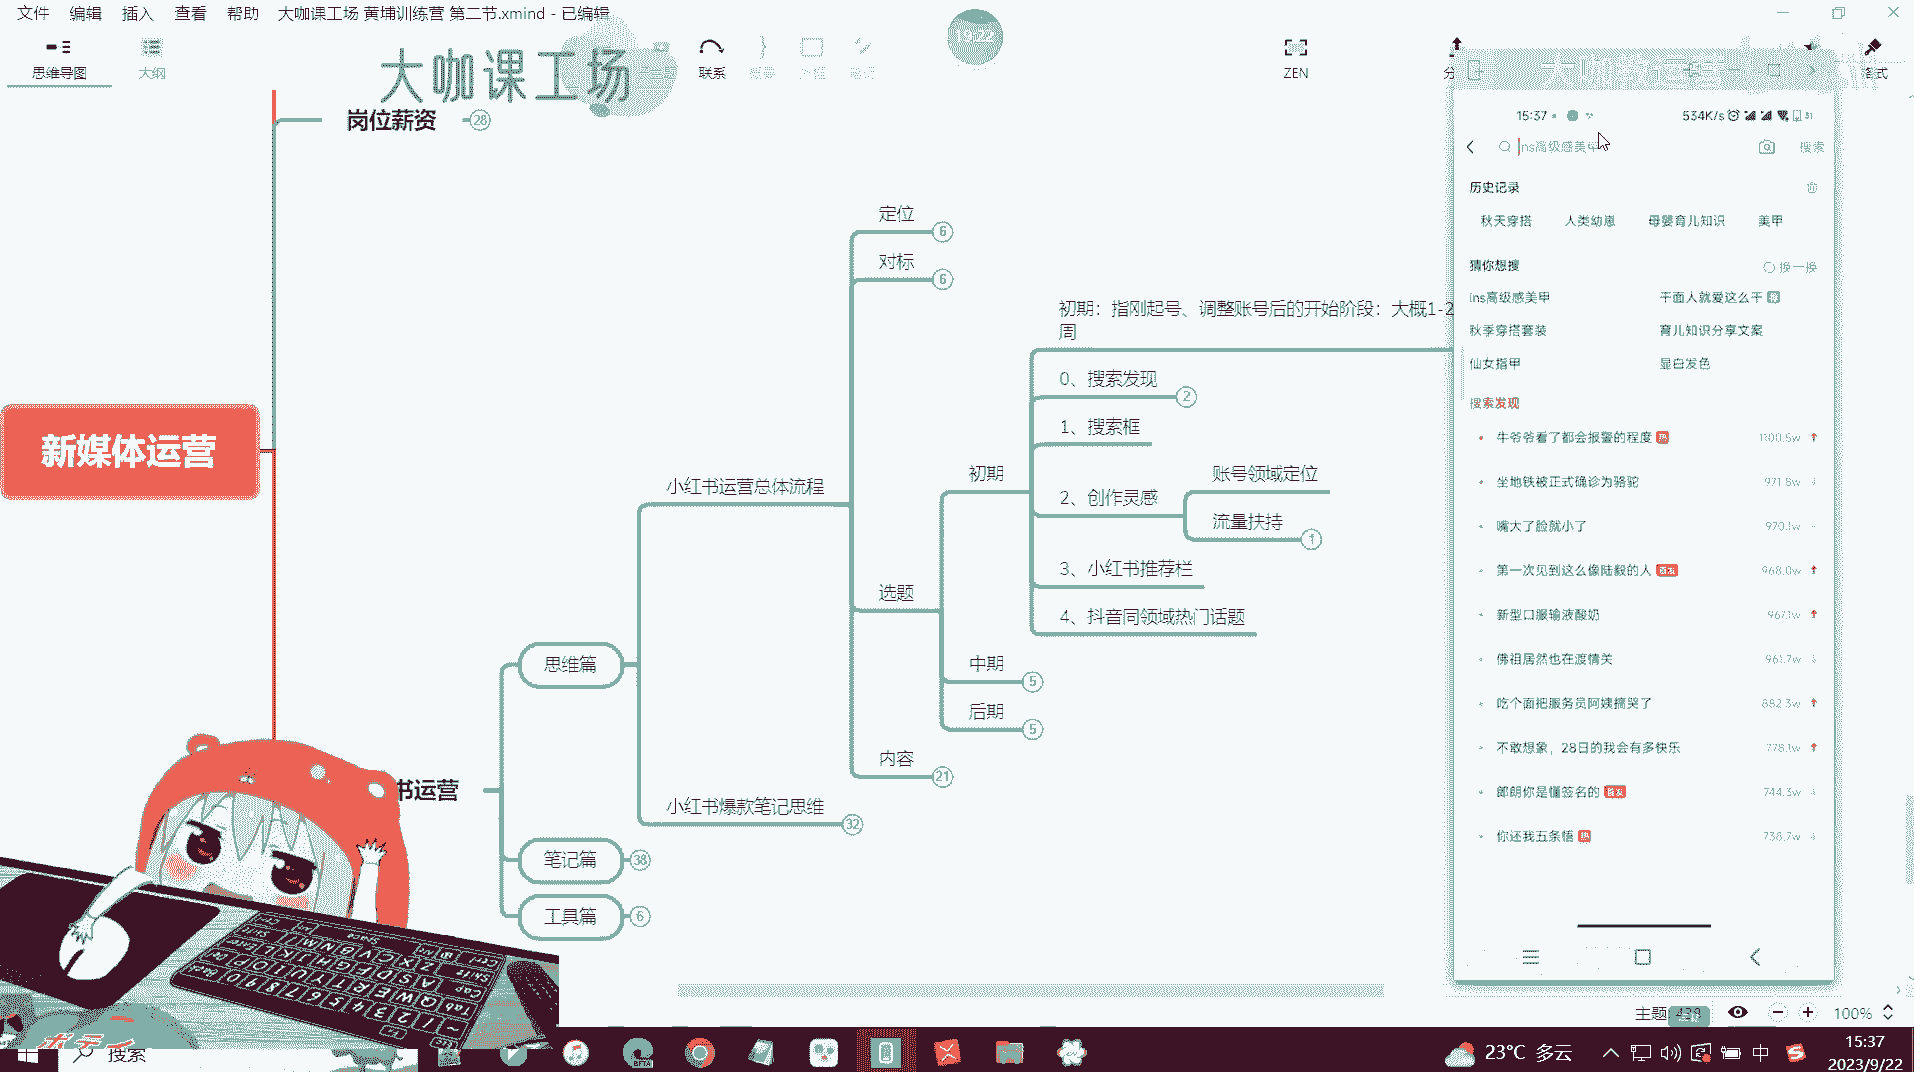 文件 编辑 插入 查看 帮助 大咖课工场 黄埔训练营 第二节.xmind - 已编辑
思维导图
大纲
联系
ZEN
大咖课工场
19:22
岗位薪资
28
新媒体运营
书运营
思维篇
笔记篇
38
工具篇
6
小红书运营总体流程
小红书爆款笔记思维
32
定位
6
对标
6
选题
内容
21
初期
中期
5
后期
5
初期：指刚起号、调整账号后的开始阶段：大概1-2
周
0、搜索发现
2
1、搜索框
2、创作灵感
账号领域定位
流量扶持
1
3、小红书推荐栏
4、抖音同领域热门话题
15:37
534K/s
ins高级感美甲
搜索
历史记录
秋天穿搭 人类幼崽 母婴育儿知识 美甲
猜你想搜
换一换
ins高级感美甲 干面人就爱这么干
秋季穿搭套装 育儿知识分享文案
仙女指甲 显白发色
搜索发现
牛爷爷看了都会报警的程度 热 1100.5w
坐地铁被正式确诊为骆驼 971.8w
嘴大了脸就小了 970.1w
第一次见到这么像陆毅的人 首发 968.0w
新型口服输液酸奶 967.1w
佛祖居然也在渡情关 961.7w
吃个面把服务员阿姨搞哭了 882.3w
不敢想象，28日的我会有多快乐 778.1w
郎朗你是懂签名的 首发 744.3w
你还我五条悟 热 738.7w
主题:
100%
搜索
BETA
23°C 多云
中
15:37
2023/9/22